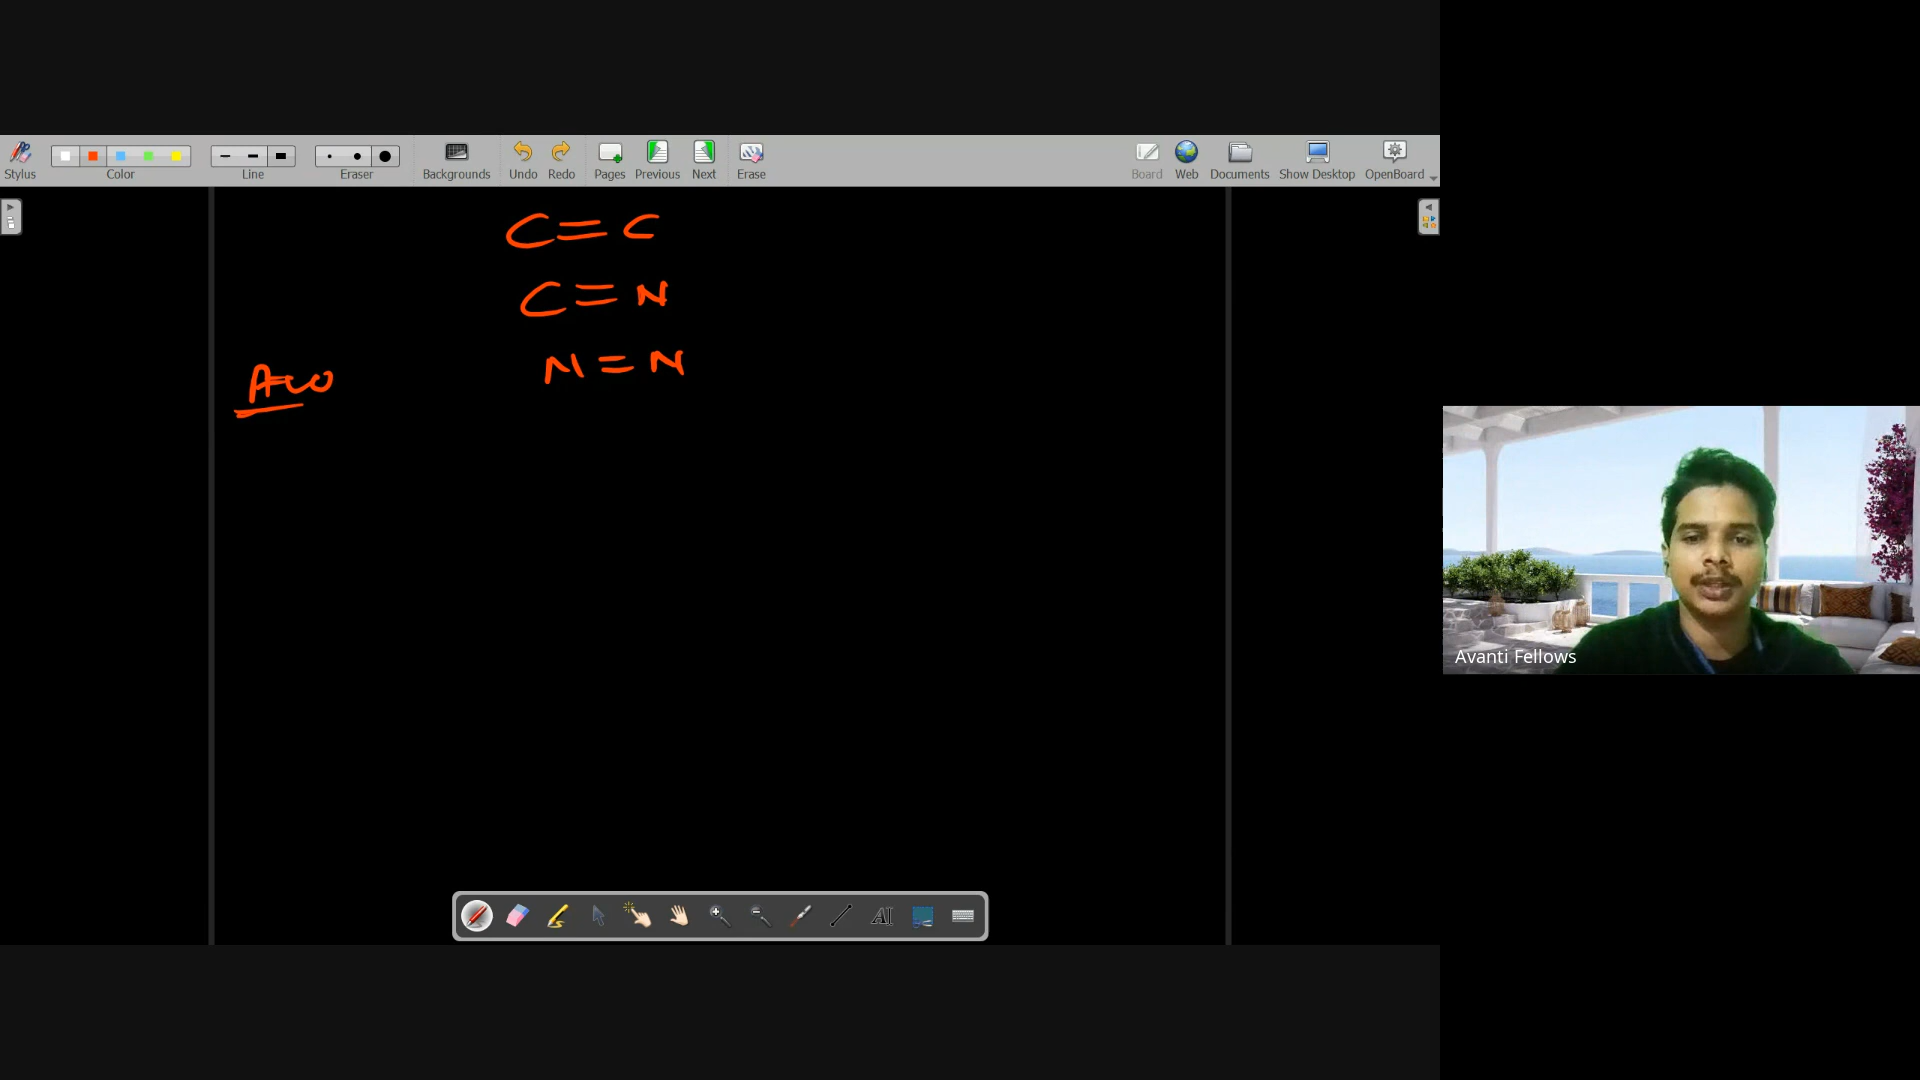 Stylus Color Line Eraser Backgrounds Undo Redo Pages Previous Next Erase Board Web Documents Show Desktop OpenBoard
C=C
C=N
N=N
AI
Avanti Fellows